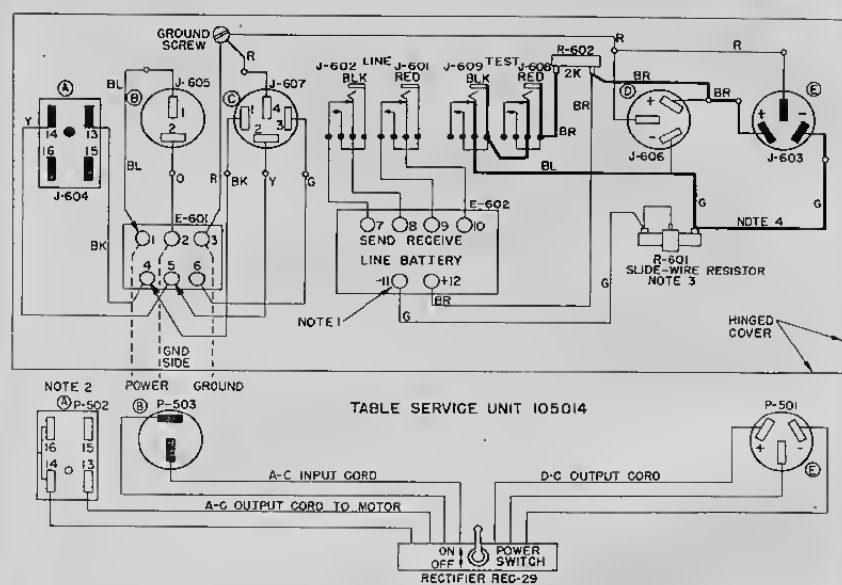 GROUND
SCREW
R
R
R
J-602
LINE
J-601
BLK
RED
J-609
TEST
J-608
BLK
RED
R-602
2K
BR
BR
BR
BR
BL
J-605
J-607
A
B
C
D
E
Y
14
13
16
15
J-604
1
2
1
4
3
2
+
-
J-606
+
-
J-603
BL
O
R
BK
Y
G
BL
G
G
NOTE 4
E-601
1
2
3
4
5
6
BK
E-602
7
8
9
10
SEND RECEIVE
LINE BATTERY
-11
+12
BR
G
G
NOTE 1
R-601
SLIDE-WIRE RESISTOR
NOTE 3
HINGED
COVER
GND
SIDE
POWER
GROUND
NOTE 2
A
P-502
16
15
14
13
B
P-503
TABLE SERVICE UNIT 105014
P-501
+
-
E
A-C INPUT CORD
D-C OUTPUT CORD
A-C OUTPUT CORD TO MOTOR
ON
OFF
POWER
SWITCH
RECTIFIER REC-29